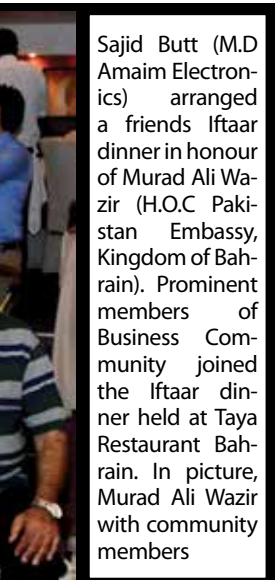 Sajid Butt (M.D
Amaim Electron-
ics) arranged
a friends Iftaar
dinner in honour
of Murad Ali Wa-
zir (H.O.C Paki-
stan Embassy,
Kingdom of Bah-
rain). Prominent
members of
Business Com-
munity joined
the Iftaar din-
ner held at Taya
Restaurant Bah-
rain. In picture,
Murad Ali Wazir
with community
members